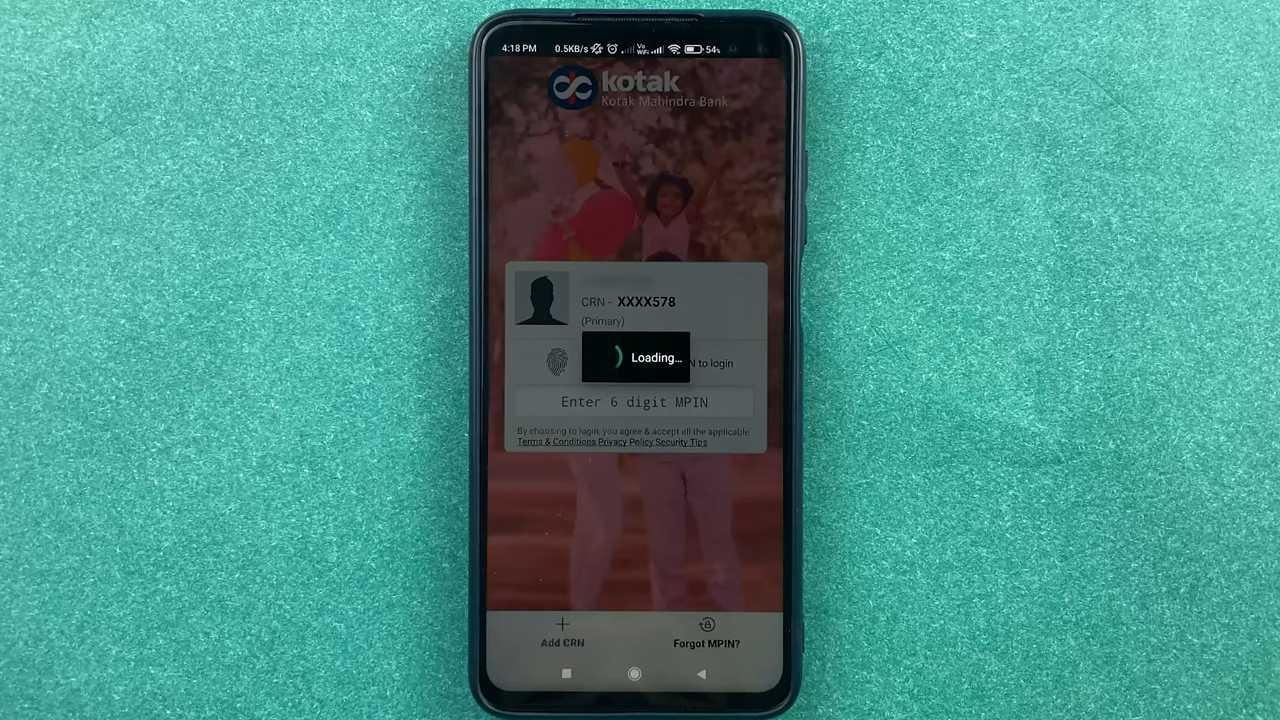 4:18 PM 0.5KB/s Vo WiFi 54%
kotak
Kotak Mahindra Bank
CRN - XXXX578
(Primary)
Loading...
N to login
Enter 6 digit MPIN
By choosing to login, you agree & accept all the applicable
Terms & Conditions Privacy Policy Security Tips
Add CRN
Forgot MPIN?